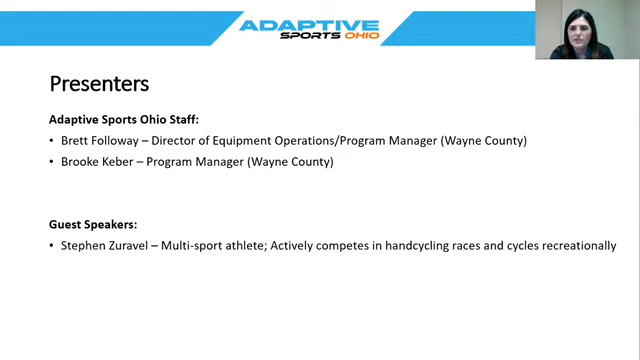 ADAPTIVE
SPORTS OHIO
Presenters
Adaptive Sports Ohio Staff:
• Brett Followay – Director of Equipment Operations/Program Manager (Wayne County)
• Brooke Keber – Program Manager (Wayne County)
Guest Speakers:
• Stephen Zuravel – Multi-sport athlete; Actively competes in handcycling races and cycles recreationally